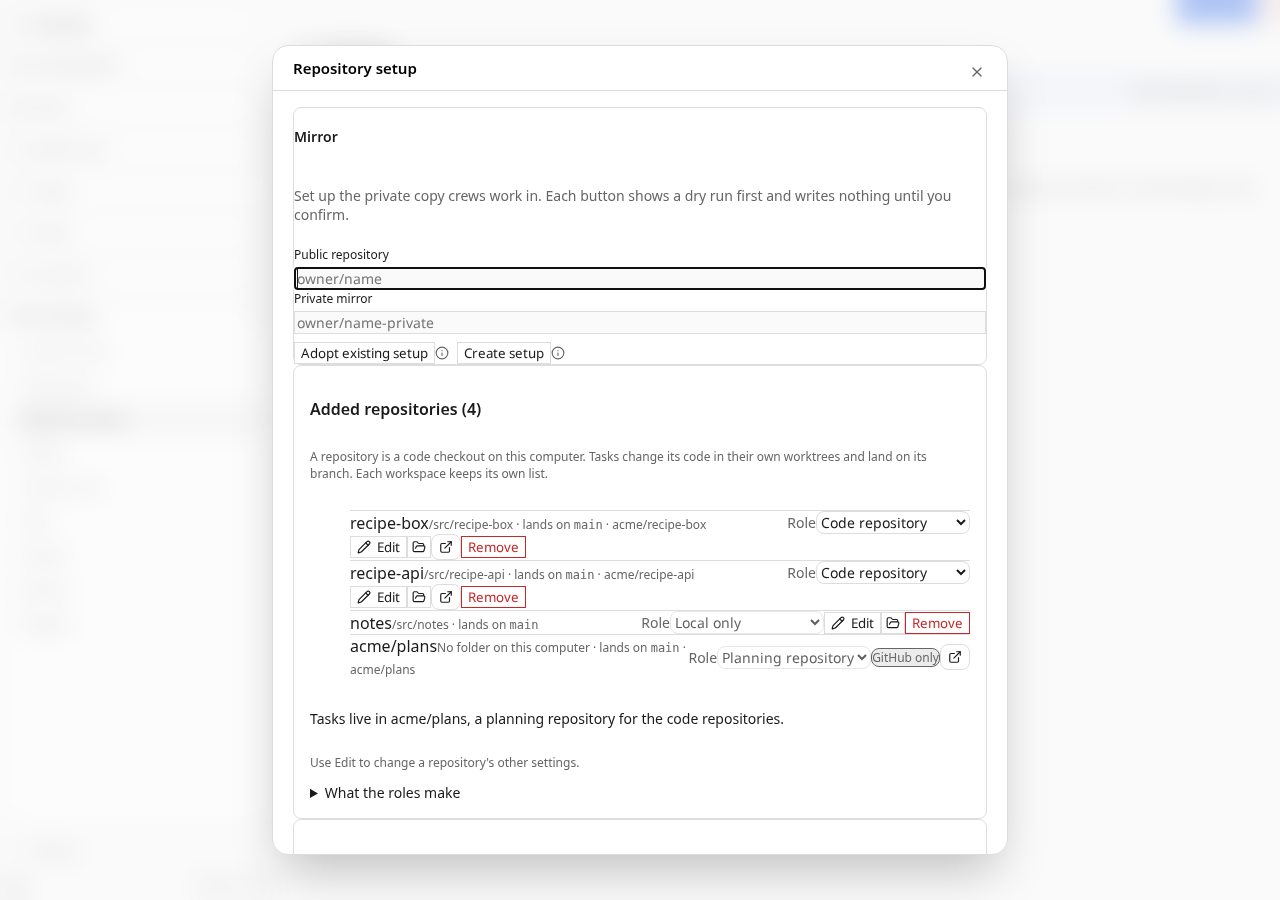 Repository setup
Mirror
Set up the private copy crews work in. Each button shows a dry run first and writes nothing until you
confirm.
Public repository
owner/name
Private mirror
owner/name-private
Adopt existing setup Create setup
Added repositories (4)
A repository is a code checkout on this computer. Tasks change its code in their own worktrees and land on its
branch. Each workspace keeps its own list.
recipe-box/src/recipe-box · lands on main · acme/recipe-box Role Code repository
Edit Remove
recipe-api/src/recipe-api · lands on main · acme/recipe-api Role Code repository
Edit Remove
notes/src/notes · lands on main Role Local only Edit Remove
acme/plans No folder on this computer · lands on main · Role Planning repository GitHub only
acme/plans
Tasks live in acme/plans, a planning repository for the code repositories.
Use Edit to change a repository's other settings.
What the roles make